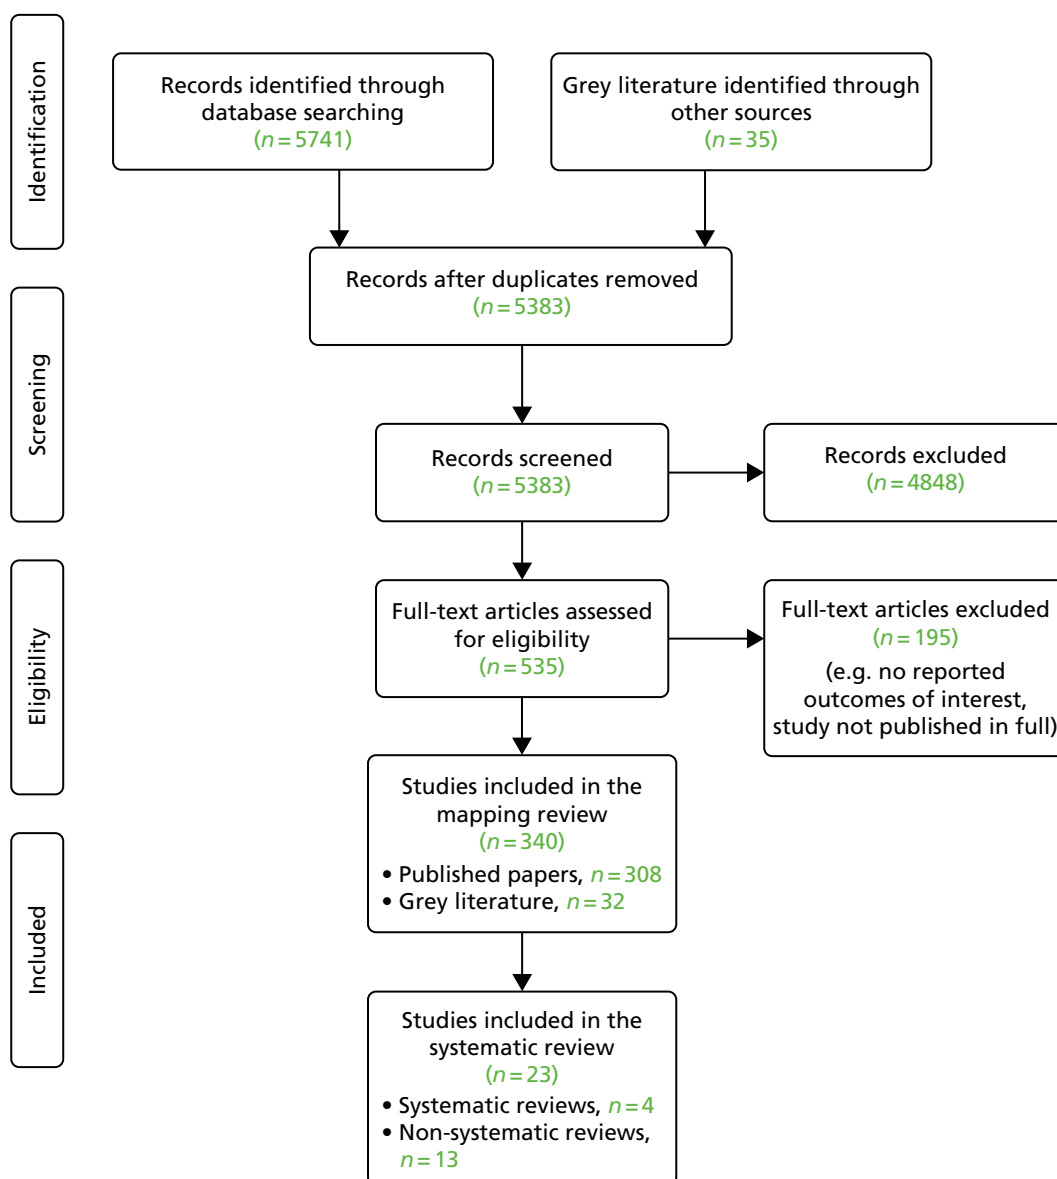 Identification
Records identified through
database searching
(n=5741)
Grey literature identified through
other sources
(n=35)
Records after duplicates removed
(n=5383)
Screening
Records screened
(n=5383)
Records excluded
(n=4848)
Eligibility
Full-text articles assessed
for eligibility
(n=535)
Full-text articles excluded
(n=195)
(e.g. no reported
outcomes of interest,
study not published in full)
Included
Studies included in the
mapping review
(n=340)
• Published papers, n=308
• Grey literature, n=32
Studies included in the
systematic review
(n=23)
• Systematic reviews, n=4
• Non-systematic reviews,
n=13